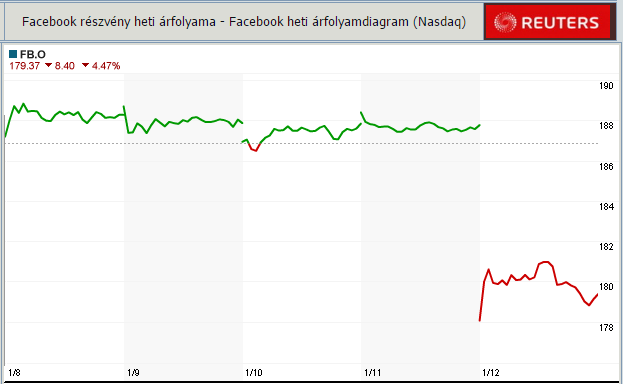 Facebook részvény heti árfolyama - Facebook heti árfolyamdiagram (Nasdaq)
REUTERS
FB.O
179.37 ▼ 8.40 ▼ 4.47%
190
188
186
184
182
180
178
1/8 1/9 1/10 1/11 1/12